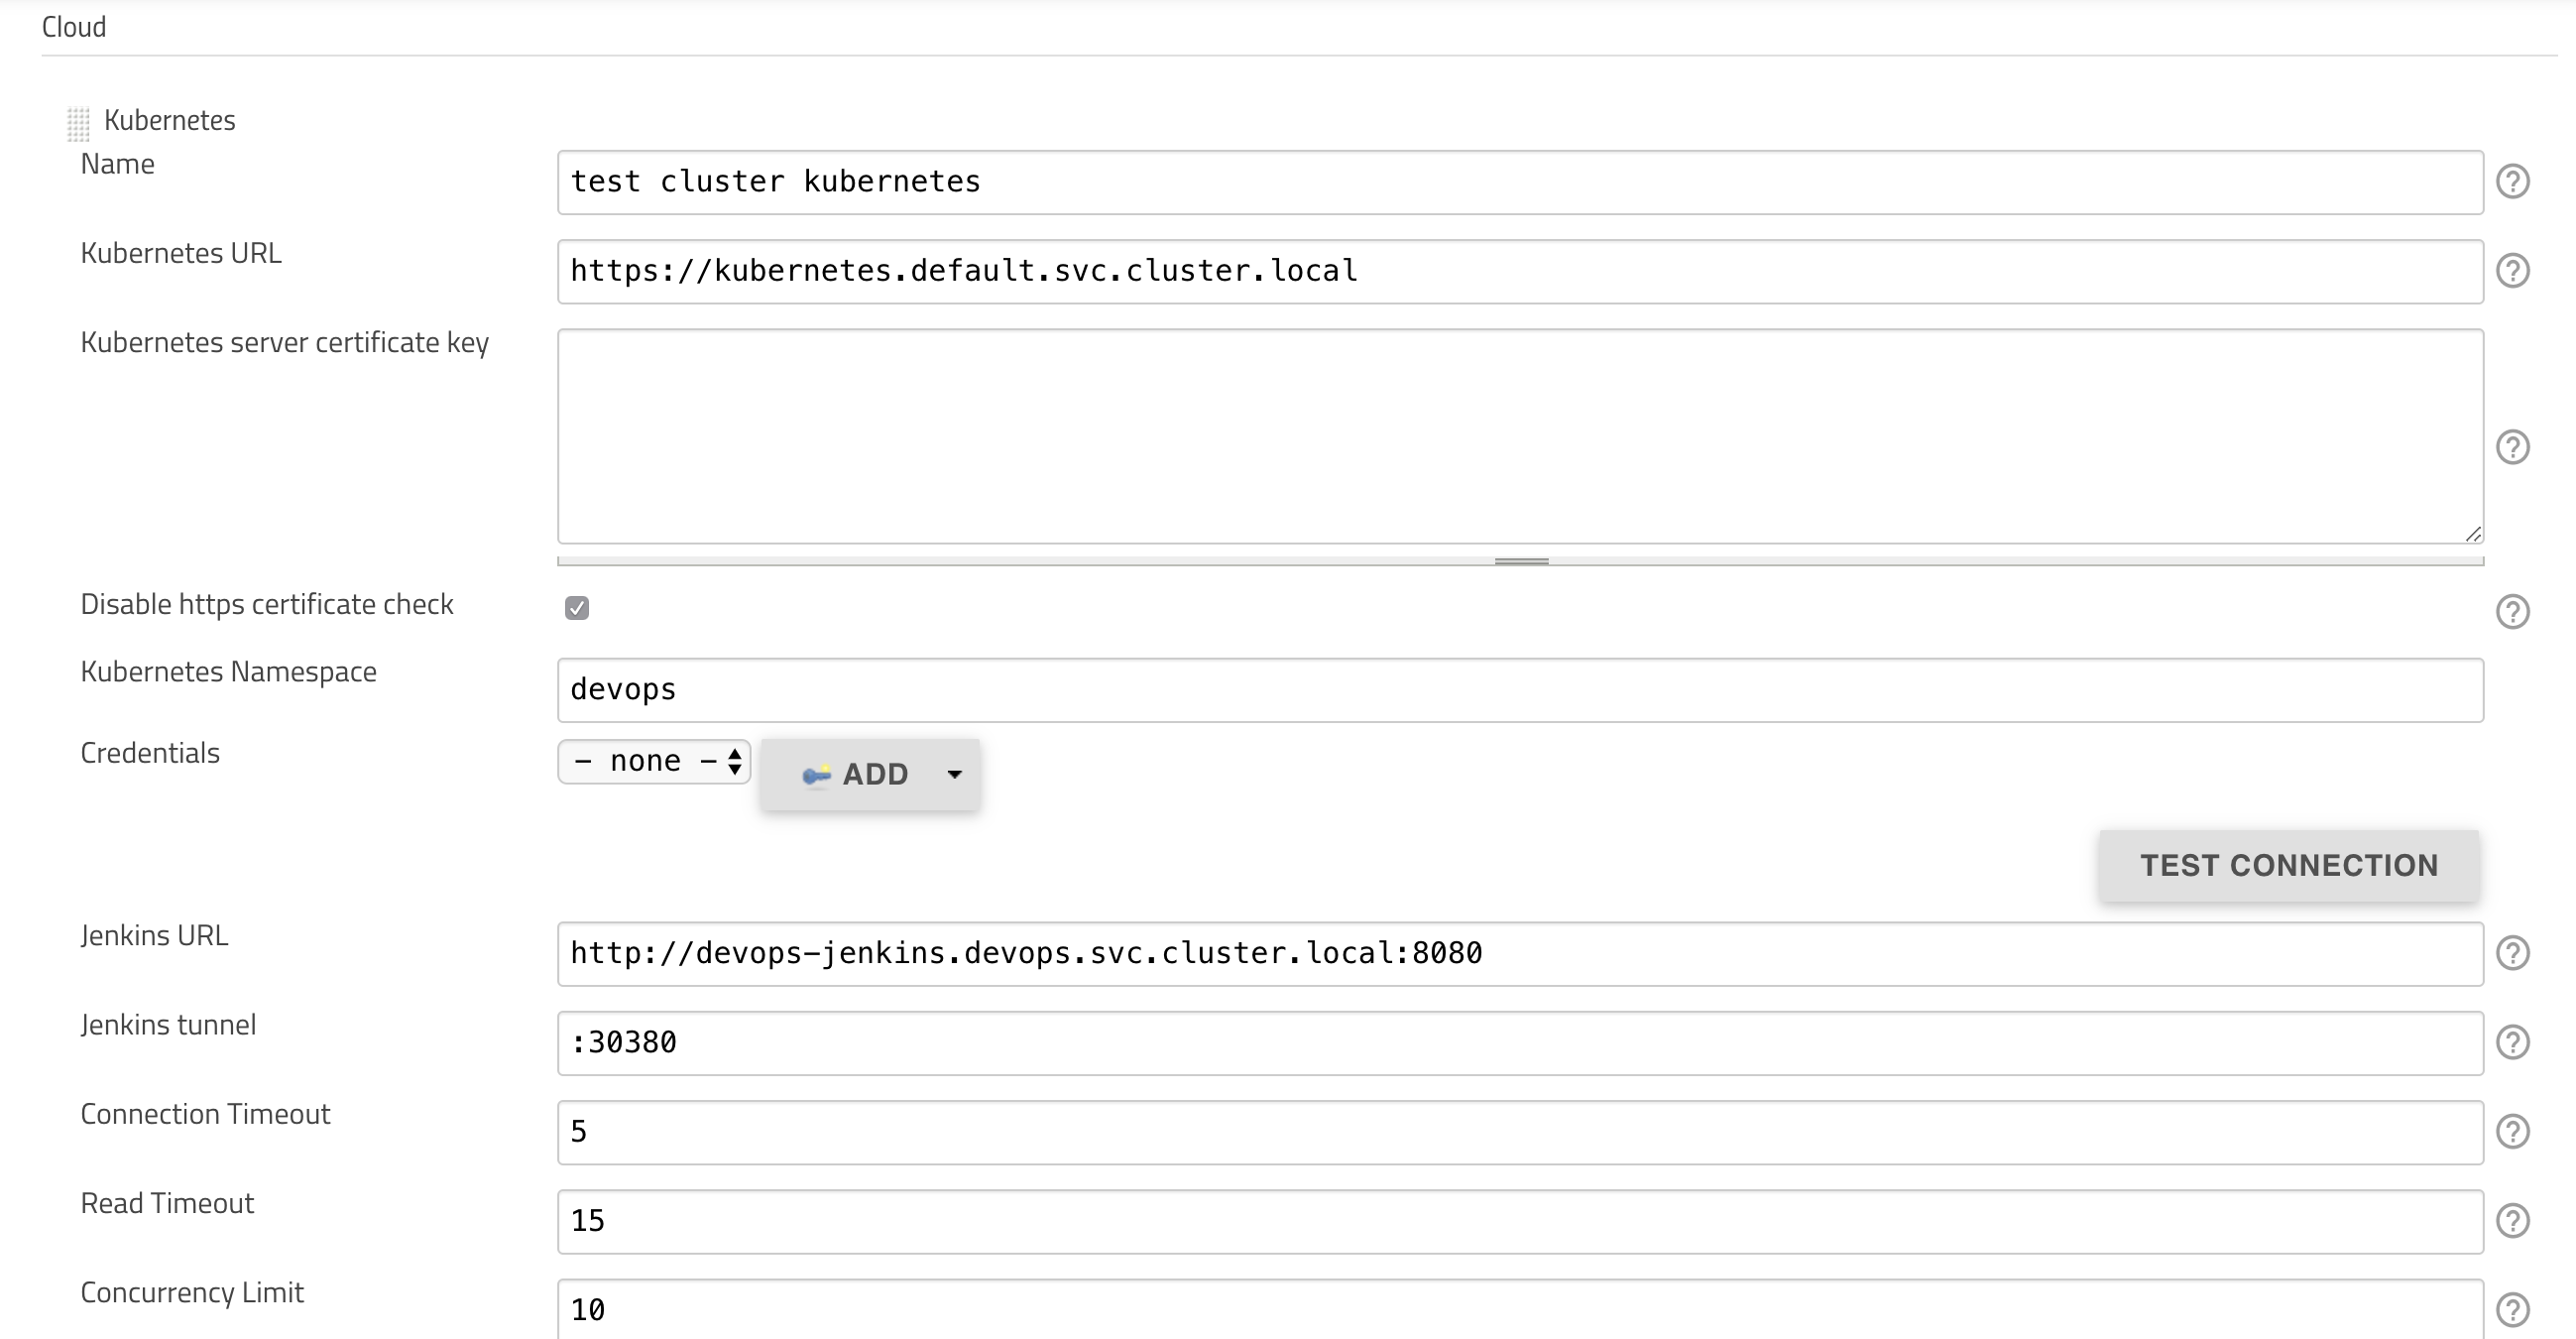 Cloud
Kubernetes
Name
test cluster kubernetes
Kubernetes URL
https://kubernetes.default.svc.cluster.local
Kubernetes server certificate key
Disable https certificate check
Kubernetes Namespace
devops
Credentials
- none -
ADD
TEST CONNECTION
Jenkins URL
http://devops-jenkins.devops.svc.cluster.local:8080
Jenkins tunnel
:30380
Connection Timeout
5
Read Timeout
15
Concurrency Limit
10